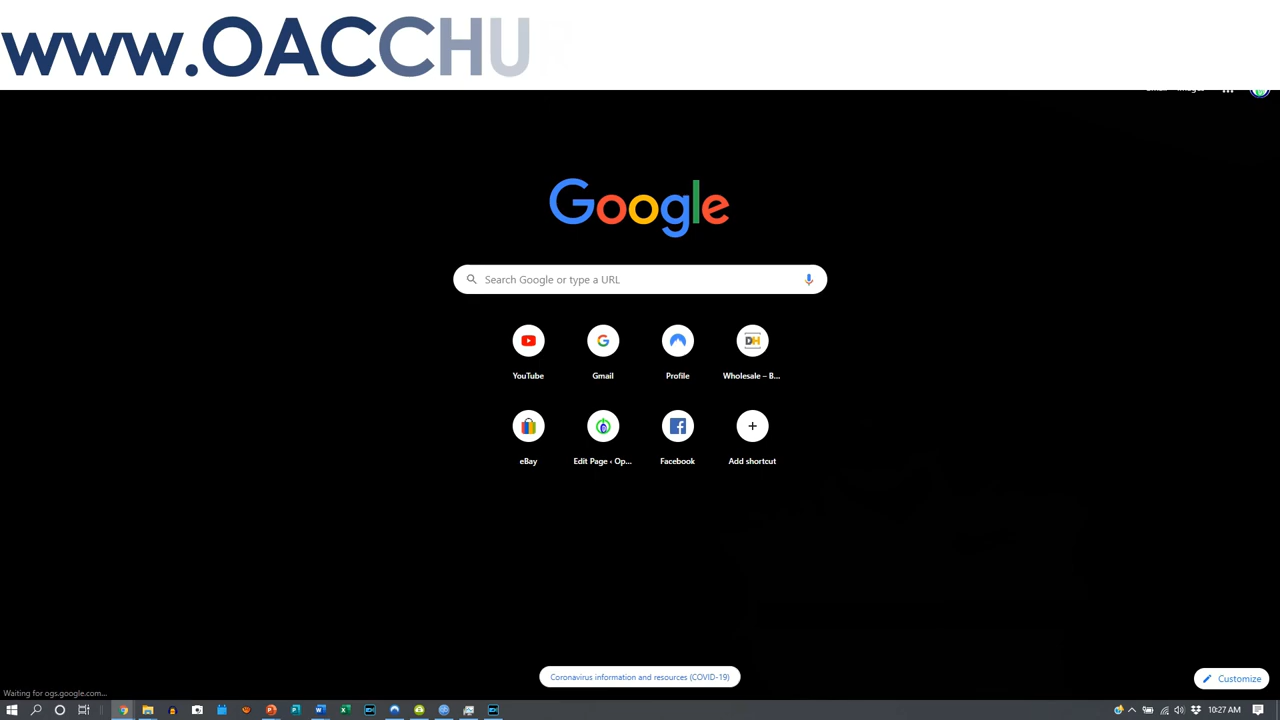 www.OACCHU
Google
Search Google or type a URL
YouTube
Gmail
Profile
Wholesale – B...
eBay
Edit Page ‹ Op...
Facebook
Add shortcut
Coronavirus information and resources (COVID-19)
Customize
Waiting for ogs.google.com...
10:27 AM